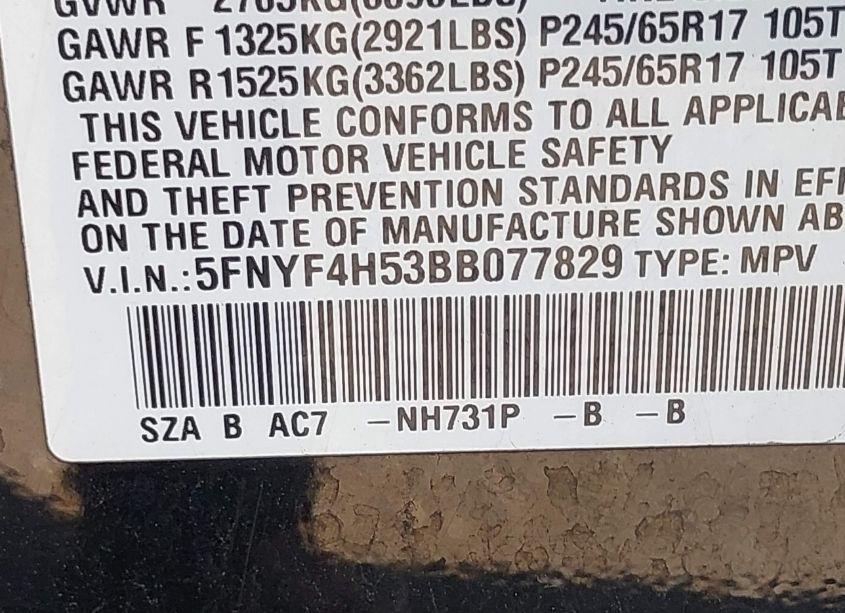 GVWR
GAWR F 1325KG(2921LBS) P245/65R17 105T
GAWR R1525KG(3362LBS) P245/65R17 105T
THIS VEHICLE CONFORMS TO ALL
FEDERAL MOTOR VEHICLE SAFETY
AND THEFT PREVENTION STANDARDS IN
ON THE DATE OF MANUFACTURE SHOWN
V.I.N.:5FNYF4H53BB077829 TYPE: MPV
SZA B AC7 –NH731P –B –B